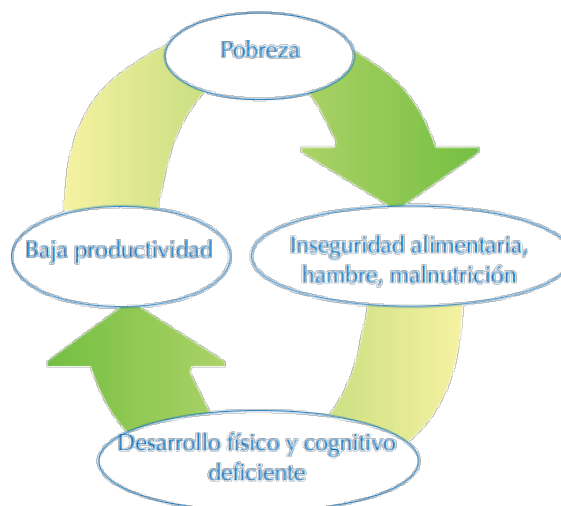 Pobreza
Inseguridad alimentaria,
hambre, malnutrición
Desarrollo físico y cognitivo
deficiente
Baja productividad